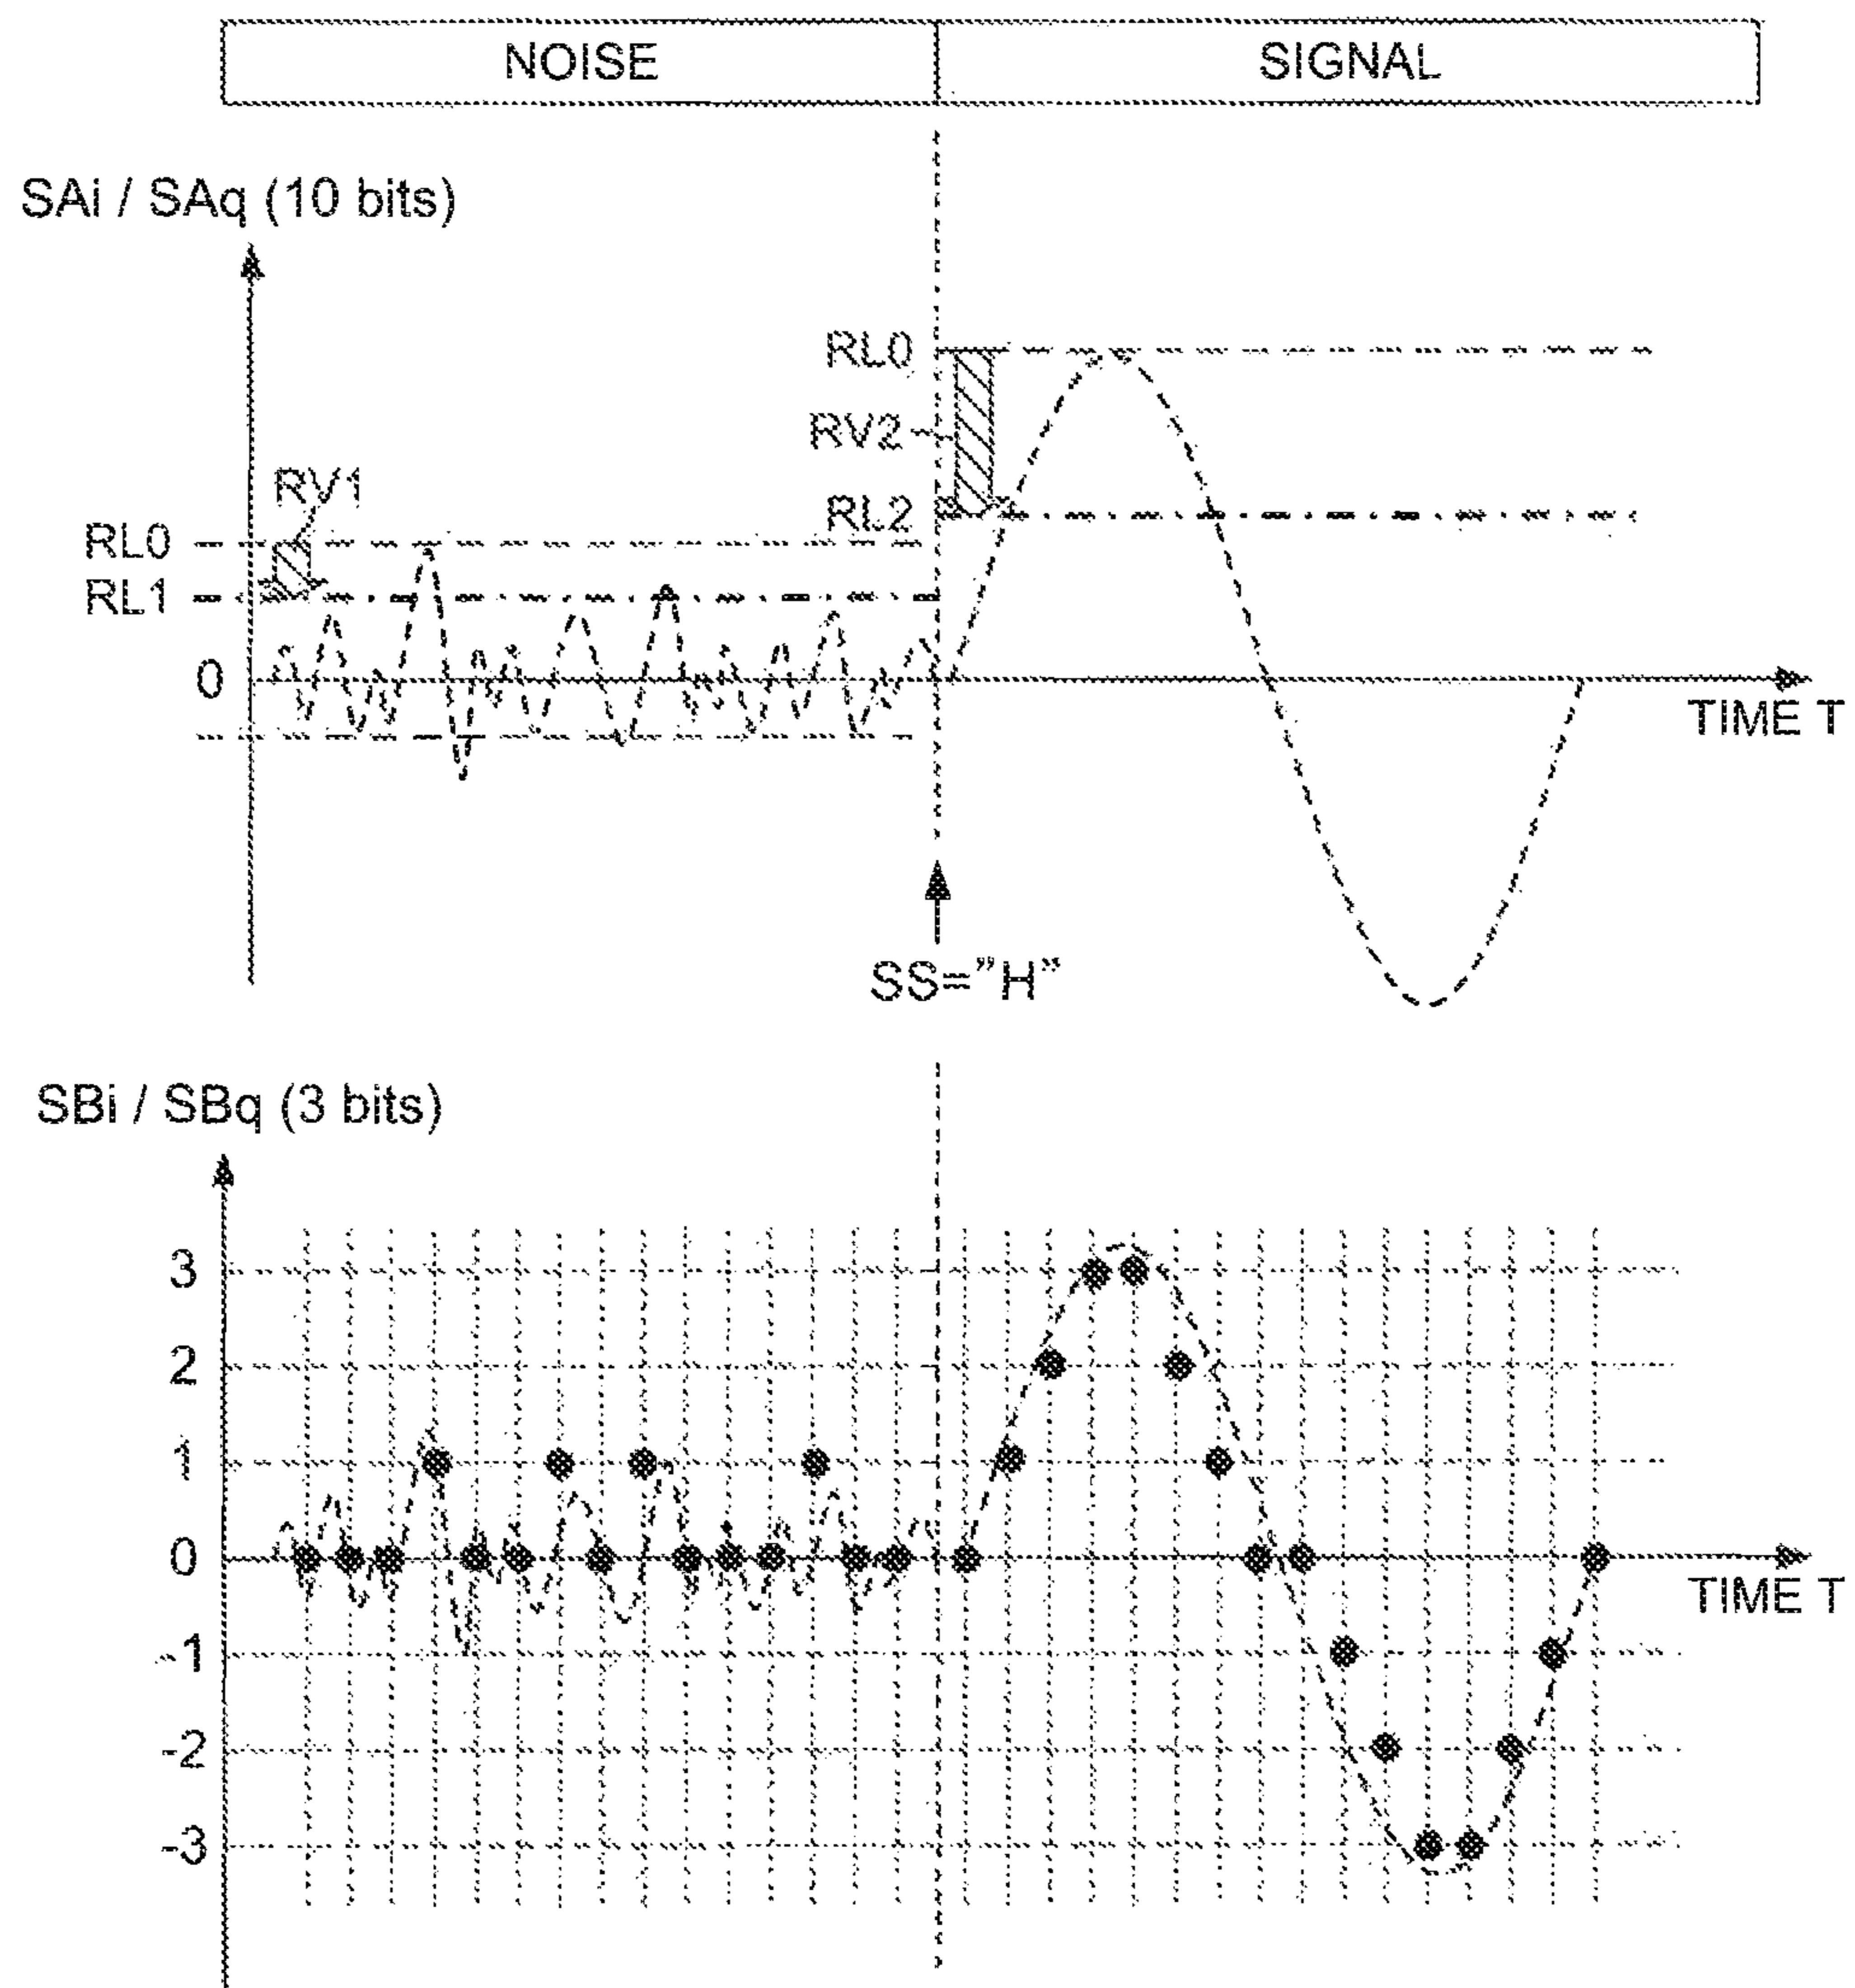 NOISE SIGNAL
SAi / SAq (10 bits)
RL0
RV2
RL2
RV1
RL0
RL1
0
TIME T
SS="H"
SBi / SBq (3 bits)
3
2
1
0
TIME T
-1
-2
-3